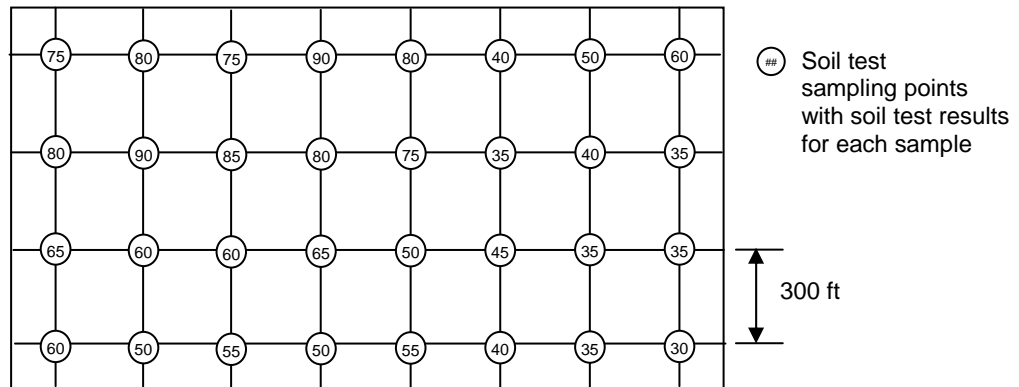 75 80 75 90 80 40 50 60
## Soil test
sampling points
with soil test results
for each sample
80 90 85 80 75 35 40 35
65 60 60 65 50 45 35 35
300 ft
60 50 55 50 55 40 35 30